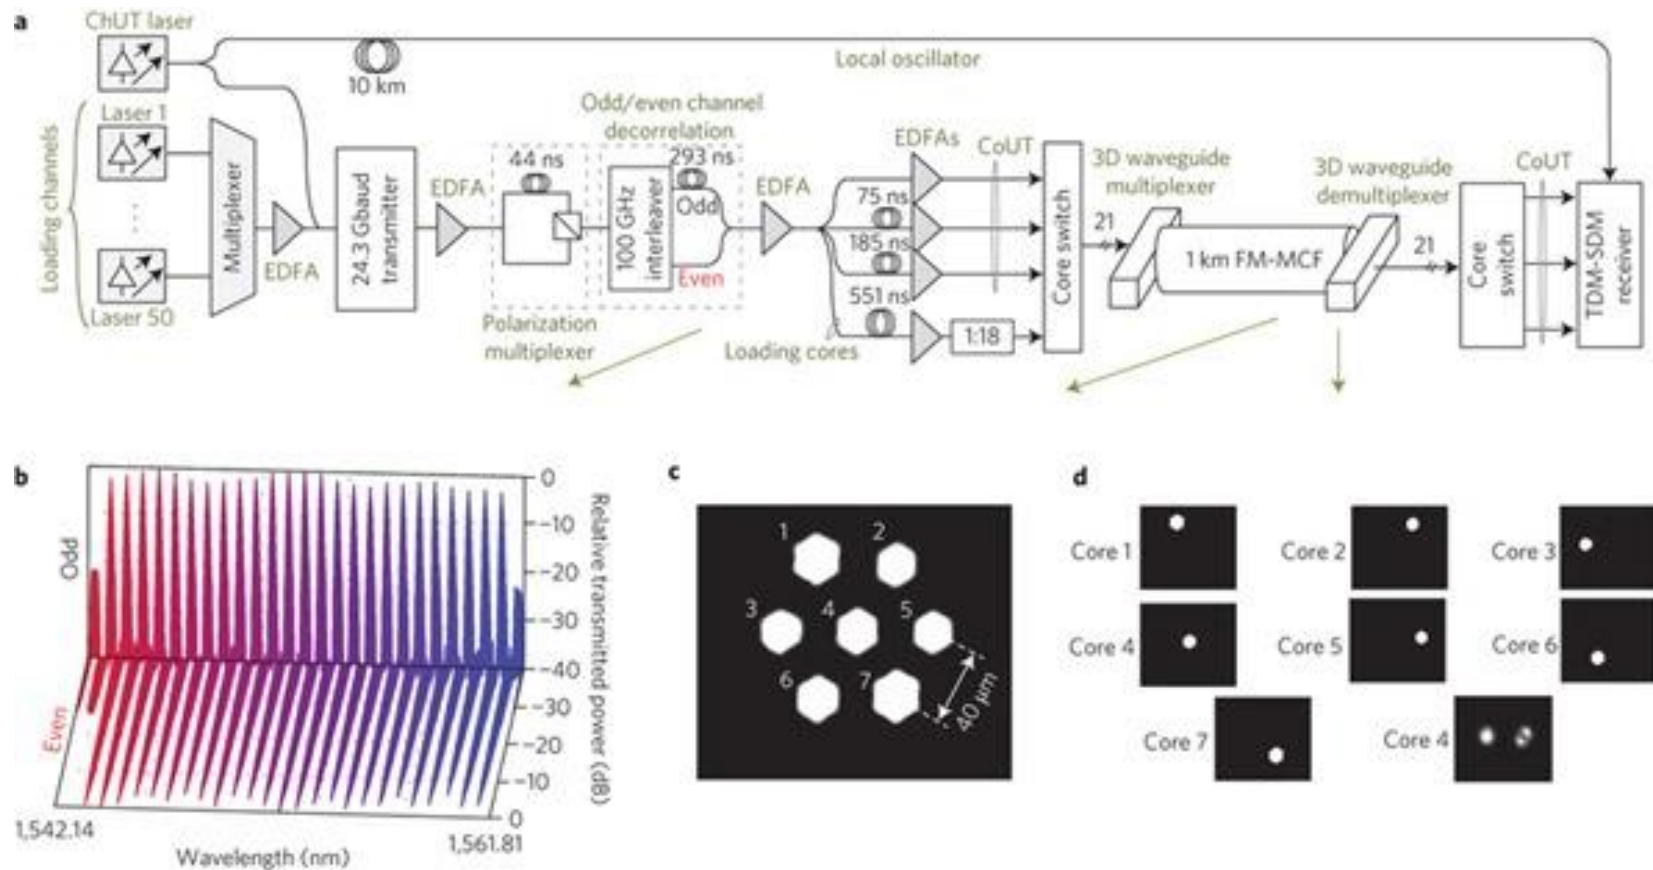 a
ChUT laser
10 km
Local oscillator
Loading channels
Laser 1
Laser 50
Multiplexer
EDFA
24.3 Gbaud
transmitter
EDFA
44 ns
Polarization
multiplexer
Odd/even channel
decorrelation
293 ns
100 GHz
interleaver
Odd
Even
EDFA
EDFAs
75 ns
185 ns
551 ns
Loading cores
1:18
CoUT
Core switch
21
3D waveguide
multiplexer
1 km FM-MCF
3D waveguide
demultiplexer
21
Core
switch
CoUT
TDM-SDM
receiver
b
Odd
Even
0
-10
-20
-30
-40
-30
-20
-10
0
Relative transmitted power (dB)
1,542.14
1,561.81
Wavelength (nm)
c
1
2
3
4
5
6
7
40 µm
d
Core 1
Core 2
Core 3
Core 4
Core 5
Core 6
Core 7
Core 4